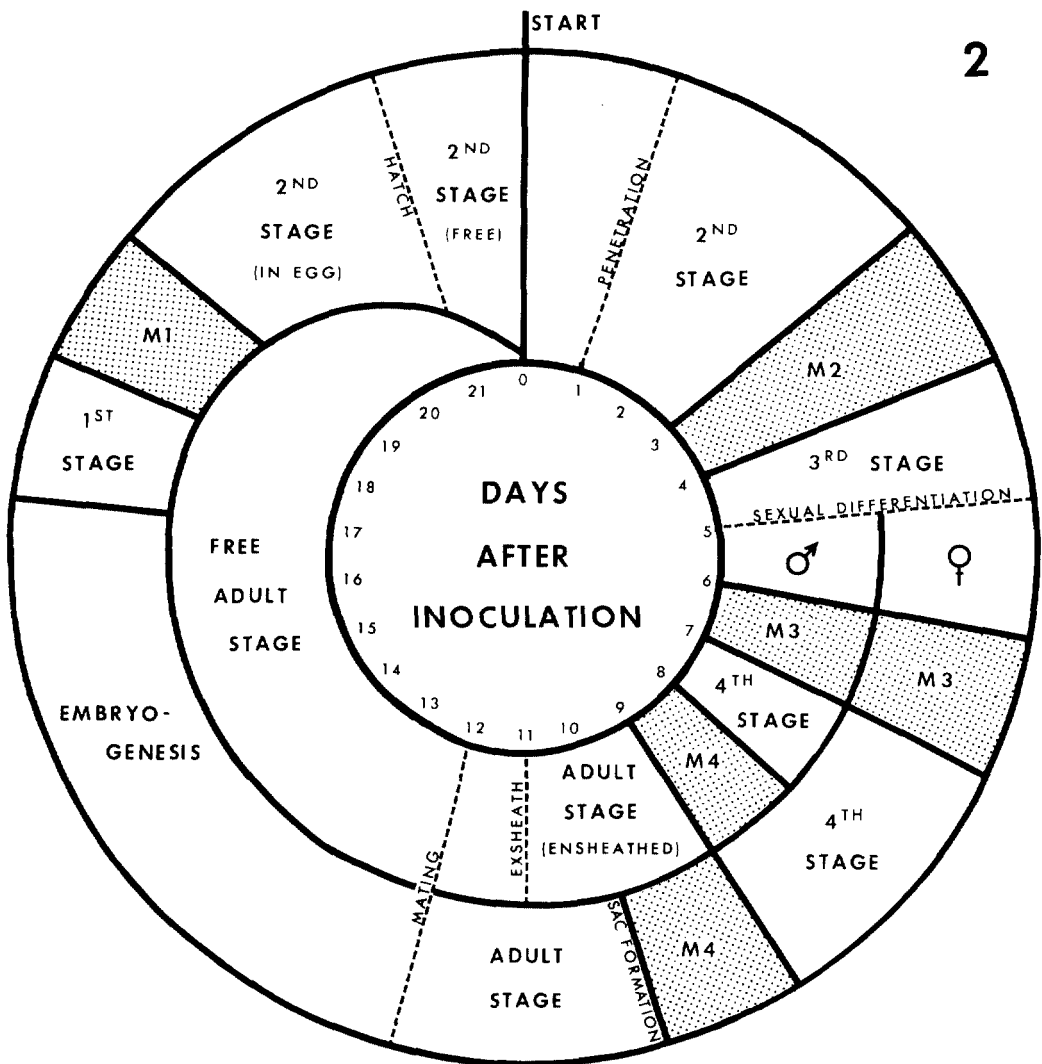 START
2
2ND
STAGE
(FREE)
HATCH
2ND
STAGE
(IN EGG)
PENETRATION
2ND
STAGE
M1
M2
1ST
STAGE
3RD STAGE
SEXUAL DIFFERENTIATION
♂
♀
M3
M3
4TH
STAGE
M4
4TH
STAGE
M4
SAC FORMATION
ADULT
STAGE
(ENSHEATHED)
EXSHEATH
ADULT
STAGE
MATING
FREE
ADULT
STAGE
EMBRYO-
GENESIS
0
1
2
3
4
5
6
7
8
9
10
11
12
13
14
15
16
17
18
19
20
21
DAYS
AFTER
INOCULATION